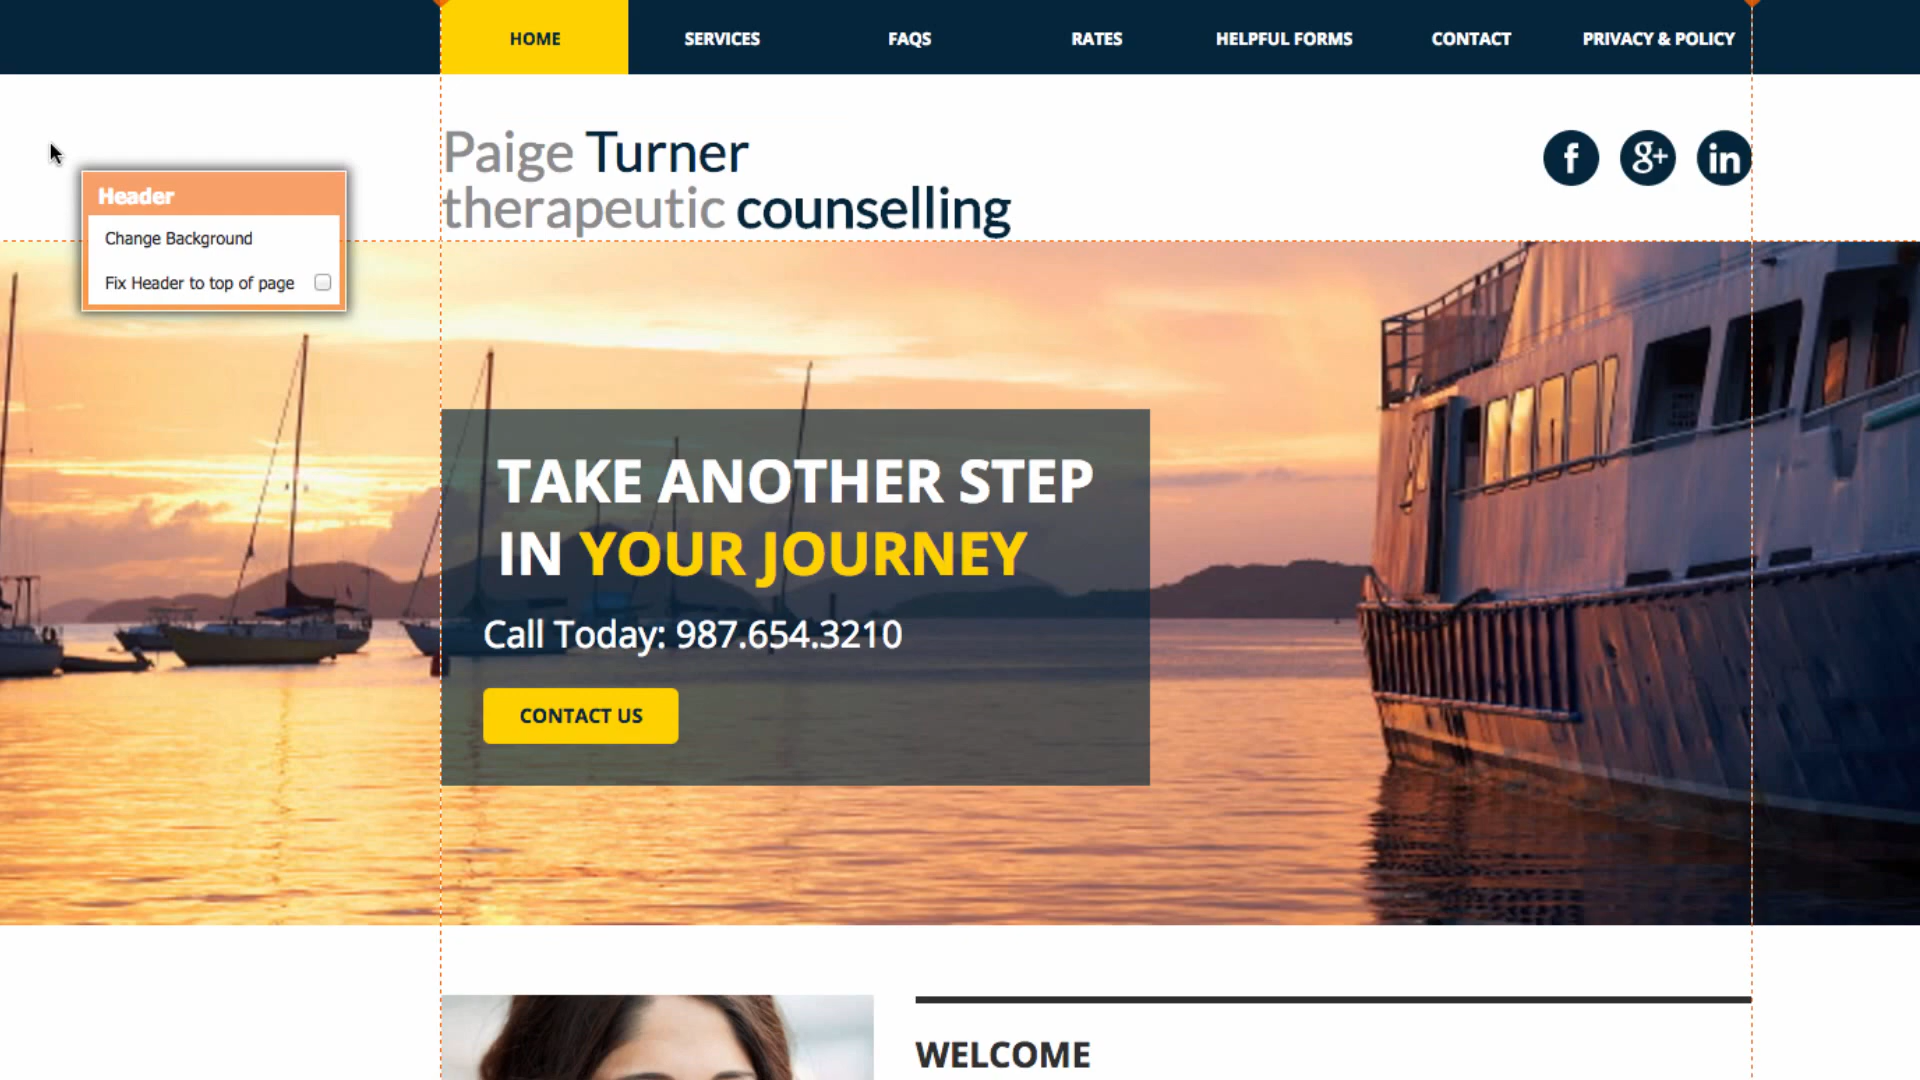 HOME SERVICES FAQS RATES HELPFUL FORMS CONTACT PRIVACY & POLICY
Paige Turner
therapeutic counselling
f g+ in
Header
Change Background
Fix Header to top of page
TAKE ANOTHER STEP
IN YOUR JOURNEY
Call Today: 987.654.3210
CONTACT US
WELCOME